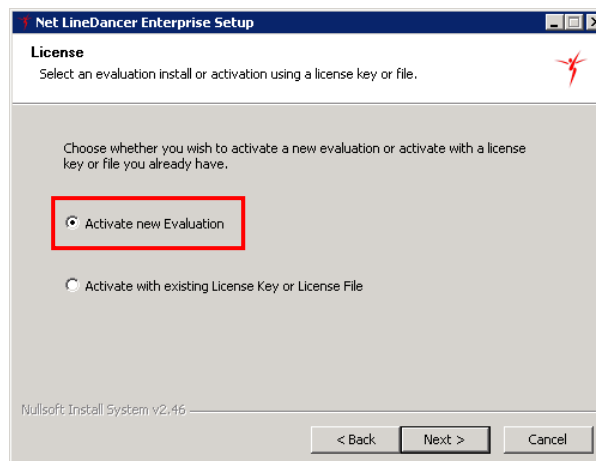 Net LineDancer Enterprise Setup
License
Select an evaluation install or activation using a license key or file.
Choose whether you wish to activate a new evaluation or activate with a license
key or file you already have.
Activate new Evaluation
Activate with existing License Key or License File
Nullsoft Install System v2.46
< Back Next > Cancel